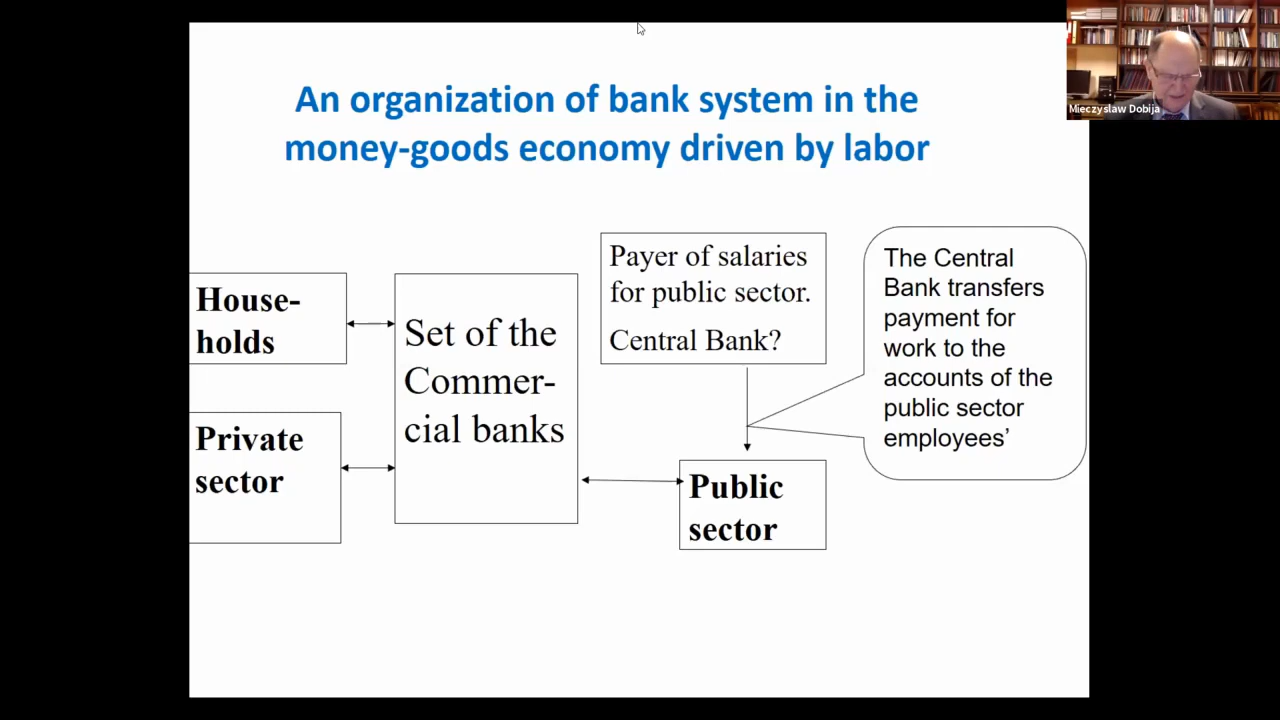 An organization of bank system in the
money-goods economy driven by labor
Mieczyslaw Dobija
House-
holds
Private
sector
Set of the
Commer-
cial banks
Payer of salaries
for public sector.
Central Bank?
Public
sector
The Central
Bank transfers
payment for
work to the
accounts of the
public sector
employees’